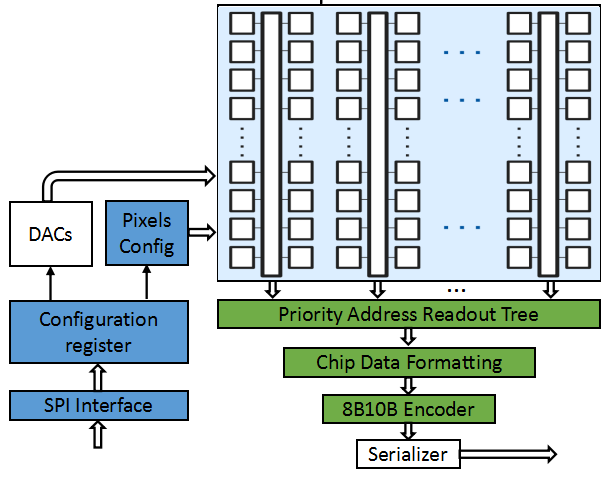 DACs
Pixels
Config
Configuration
register
SPI Interface
Priority Address Readout Tree
Chip Data Formatting
8B10B Encoder
Serializer